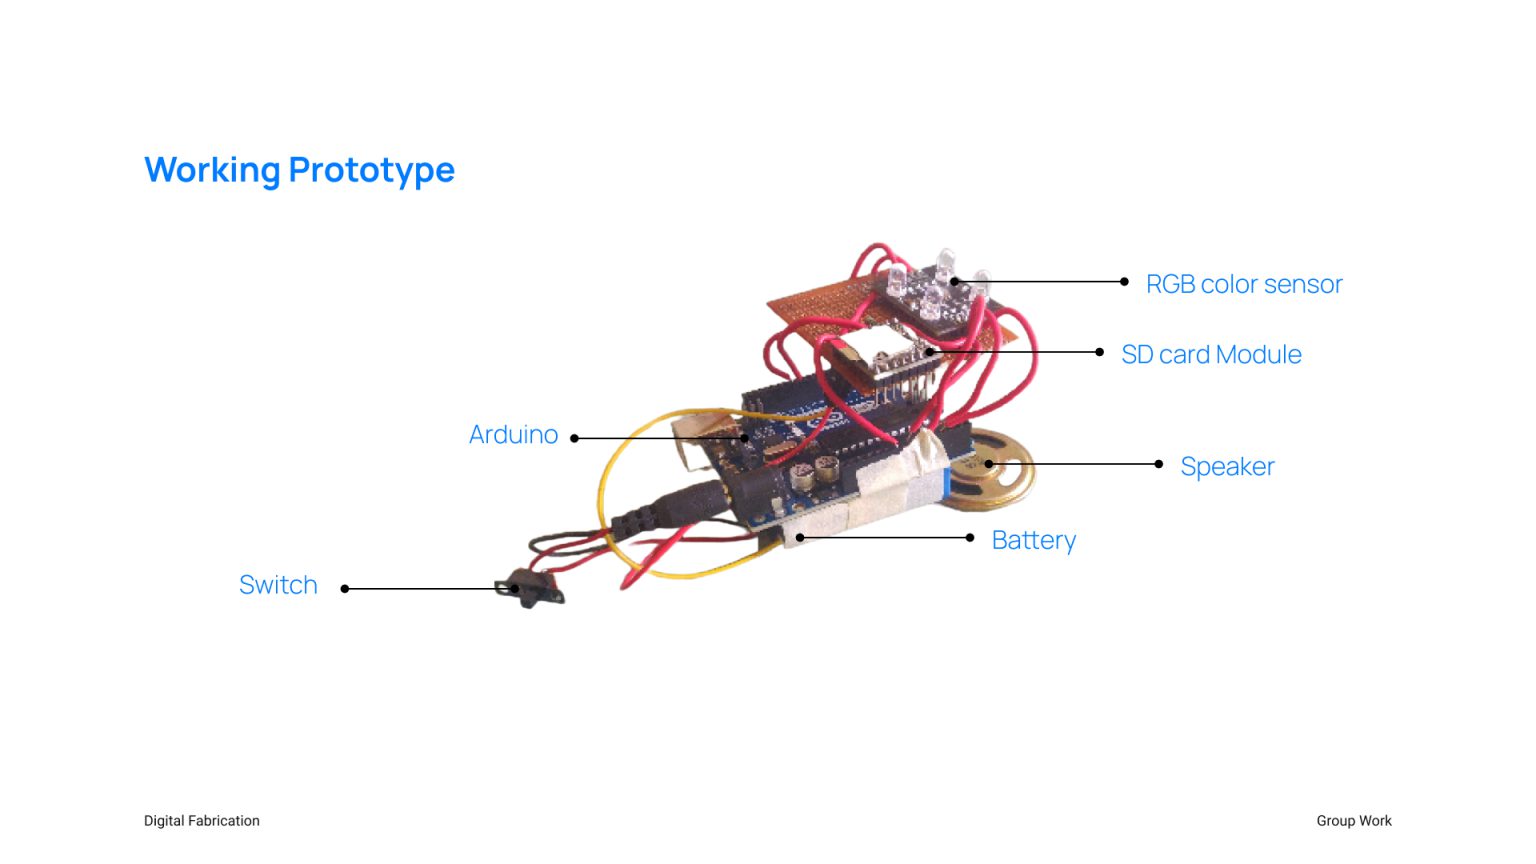 Working Prototype
RGB color sensor
SD card Module
Arduino
Speaker
Battery
Switch
Digital Fabrication
Group Work